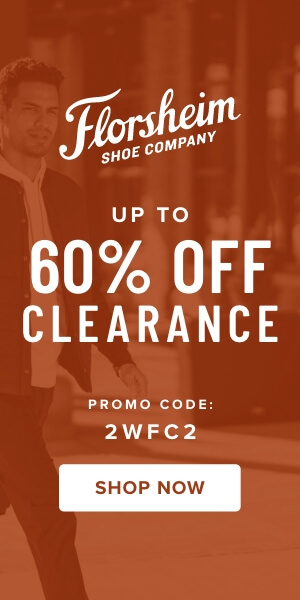 Florsheim
SHOE COMPANY
UP TO
60% OFF
CLEARANCE
PROMO CODE:
2WFC2
SHOP NOW